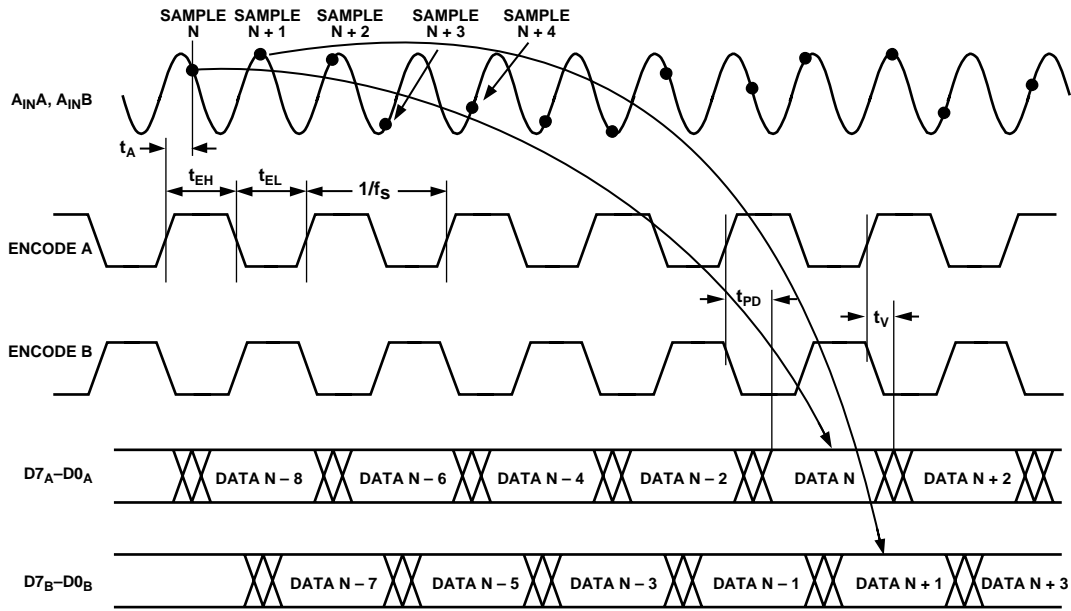 SAMPLE N
SAMPLE N + 1
SAMPLE N + 2
SAMPLE N + 3
SAMPLE N + 4
AINA, AINB
tA
tEH
tEL
1/fS
ENCODE A
tPD
tV
ENCODE B
D7A–D0A
DATA N – 8
DATA N – 6
DATA N – 4
DATA N – 2
DATA N
DATA N + 2
D7B–D0B
DATA N – 7
DATA N – 5
DATA N – 3
DATA N – 1
DATA N + 1
DATA N + 3